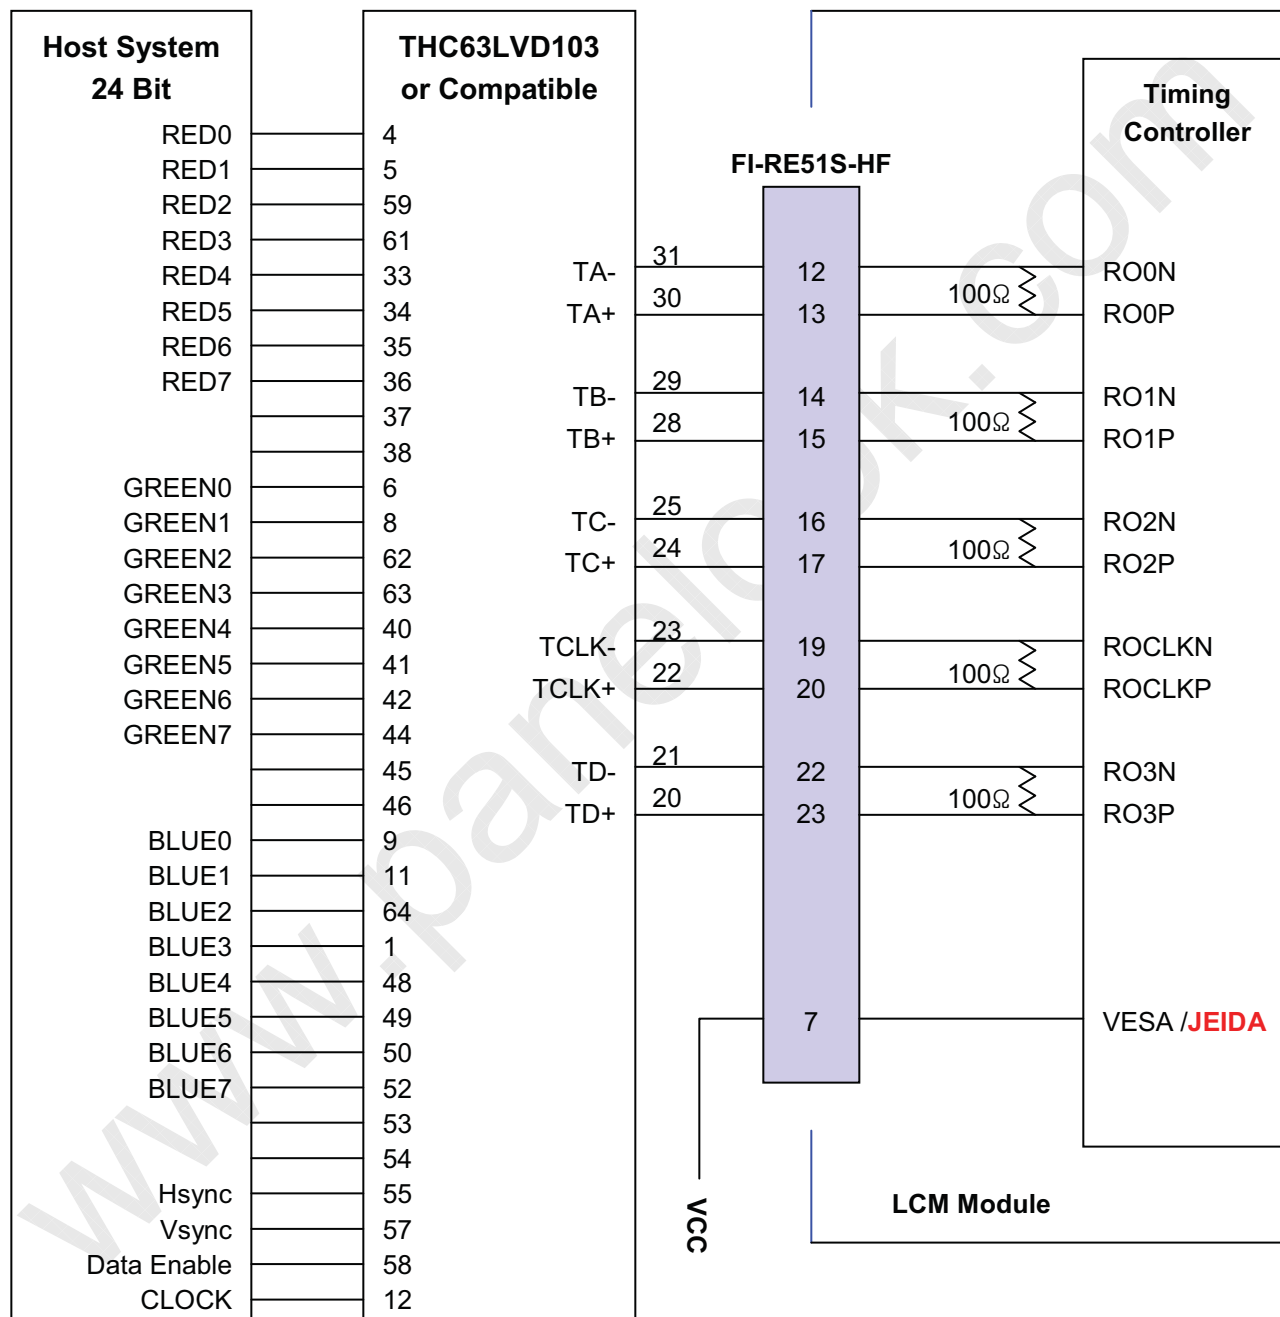 Host System
24 Bit
RED0
RED1
RED2
RED3
RED4
RED5
RED6
RED7
GREEN0
GREEN1
GREEN2
GREEN3
GREEN4
GREEN5
GREEN6
GREEN7
BLUE0
BLUE1
BLUE2
BLUE3
BLUE4
BLUE5
BLUE6
BLUE7
Hsync
Vsync
Data Enable
CLOCK
THC63LVD103
or Compatible
4
5
59
61
33
34
35
36
37
38
6
8
62
63
40
41
42
44
45
46
9
11
64
1
48
49
50
52
53
54
55
57
58
12
TA- 31
TA+ 30
TB- 29
TB+ 28
TC- 25
TC+ 24
TCLK- 23
TCLK+ 22
TD- 21
TD+ 20
FI-RE51S-HF
12
13
14
15
16
17
19
20
22
23
7
VCC
100Ω
100Ω
100Ω
100Ω
100Ω
Timing
Controller
RO0N
RO0P
RO1N
RO1P
RO2N
RO2P
ROCLKN
ROCLKP
RO3N
RO3P
VESA /JEIDA
LCM Module
www.panelook.com